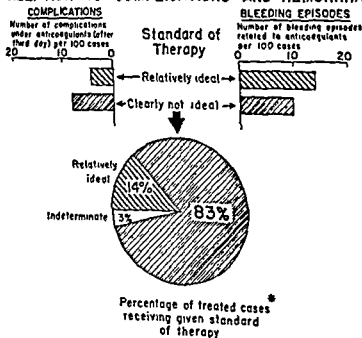 COMPLICATIONS
Number of complications
under anticoagulants (after
third day) per 100 cases
20 10 0
Standard of
Therapy
BLEEDING EPISODES
Number of bleeding episodes
related to anticoagulants
per 100 cases
0 10 20
Relatively ideal
Clearly not ideal
Relatively
ideal
14%
Indeterminate
3%
83%
Percentage of treated cases*
receiving given standard
of therapy